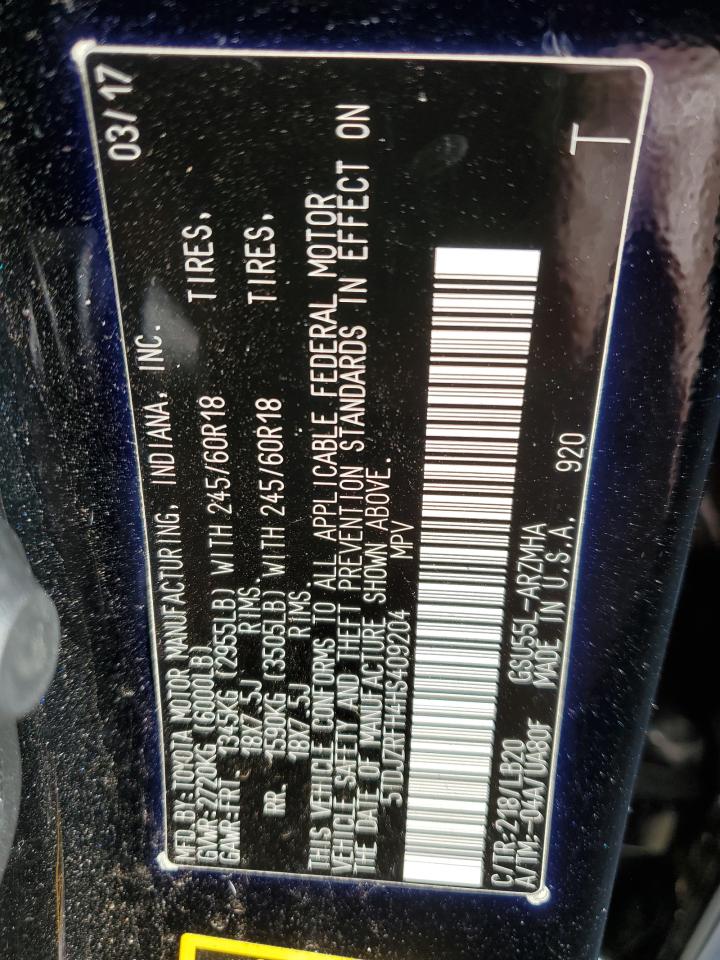 MFD.BY:TOYOTA MOTOR MANUFACTURING, INDIANA, INC. 03/17
GVWR:2720KG (6000LB)
GAWR:FR. 1345KG (2955LB) WITH 245/60R18 TIRES,
18X7.5J RIMS.
RR. 1590KG (3505LB) WITH 245/60R18 TIRES,
18X7.5J RIMS.
THIS VEHICLE CONFORMS TO ALL APPLICABLE FEDERAL MOTOR
VEHICLE SAFETY AND THEFT PREVENTION STANDARDS IN EFFECT ON
THE DATE OF MANUFACTURE SHOWN ABOVE.
5TDJZRFH4HS409204 MPV
C/TR:218/LB20 GSU55L-ARZMHA
A/TM:-04A/UA80F MADE IN U.S.A. 920 T